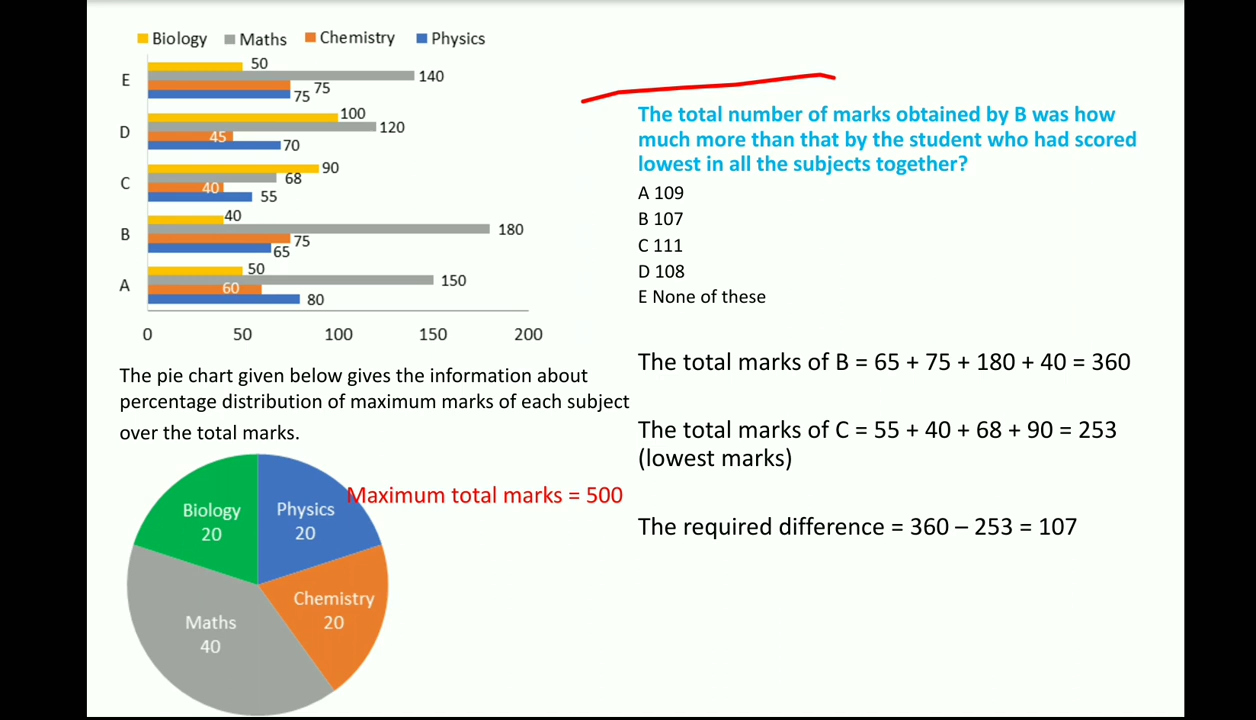 Biology Maths Chemistry Physics
E 50 140 75 75
D 100 120 45 70
C 90 68 40 55
B 40 180 75 65
A 50 150 60 80
0 50 100 150 200
The pie chart given below gives the information about
percentage distribution of maximum marks of each subject
over the total marks.
Maximum total marks = 500
Biology
20
Physics
20
Chemistry
20
Maths
40
The total number of marks obtained by B was how
much more than that by the student who had scored
lowest in all the subjects together?
A 109
B 107
C 111
D 108
E None of these
The total marks of B = 65 + 75 + 180 + 40 = 360
The total marks of C = 55 + 40 + 68 + 90 = 253
(lowest marks)
The required difference = 360 – 253 = 107